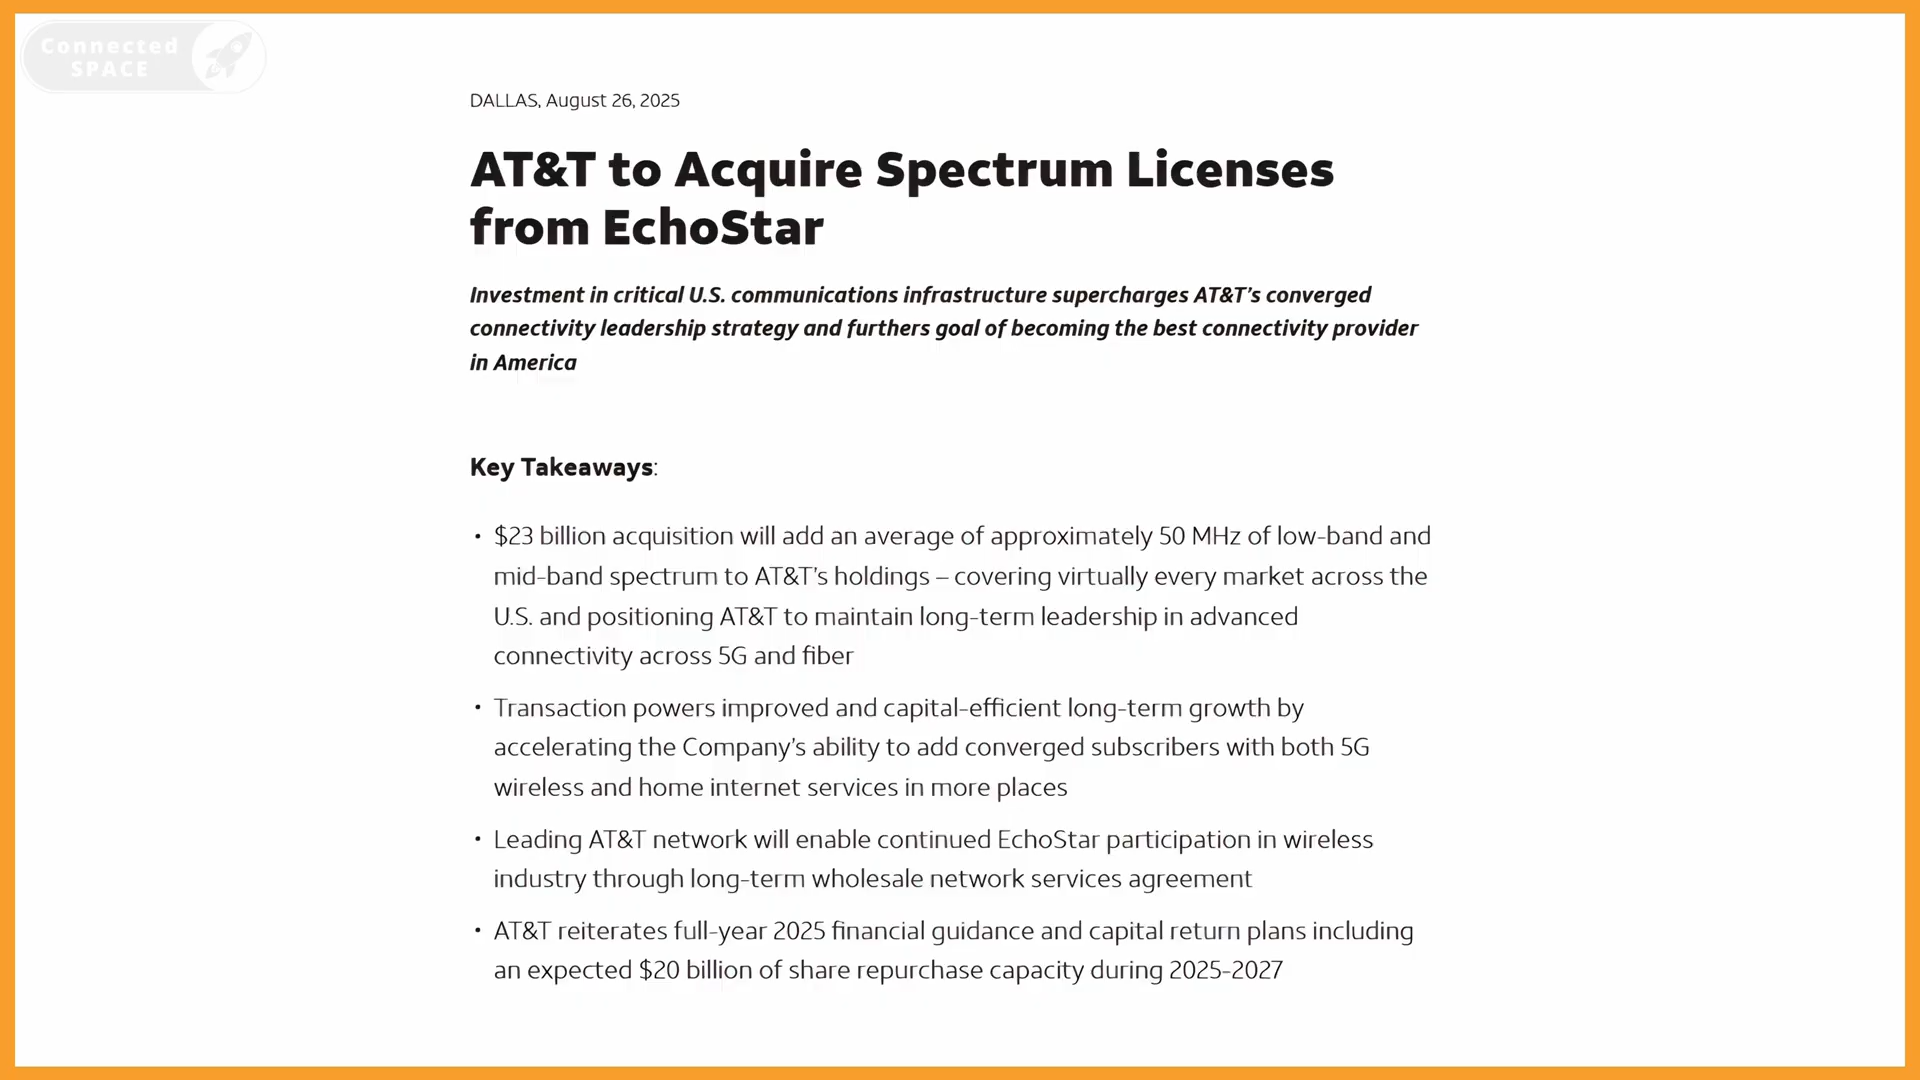 Connected
SPACE
DALLAS, August 26, 2025
AT&T to Acquire Spectrum Licenses
from EchoStar
Investment in critical U.S. communications infrastructure supercharges AT&T’s converged
connectivity leadership strategy and furthers goal of becoming the best connectivity provider
in America
Key Takeaways:
• $23 billion acquisition will add an average of approximately 50 MHz of low-band and
mid-band spectrum to AT&T’s holdings – covering virtually every market across the
U.S. and positioning AT&T to maintain long-term leadership in advanced
connectivity across 5G and fiber
• Transaction powers improved and capital-efficient long-term growth by
accelerating the Company’s ability to add converged subscribers with both 5G
wireless and home internet services in more places
• Leading AT&T network will enable continued EchoStar participation in wireless
industry through long-term wholesale network services agreement
• AT&T reiterates full-year 2025 financial guidance and capital return plans including
an expected $20 billion of share repurchase capacity during 2025-2027